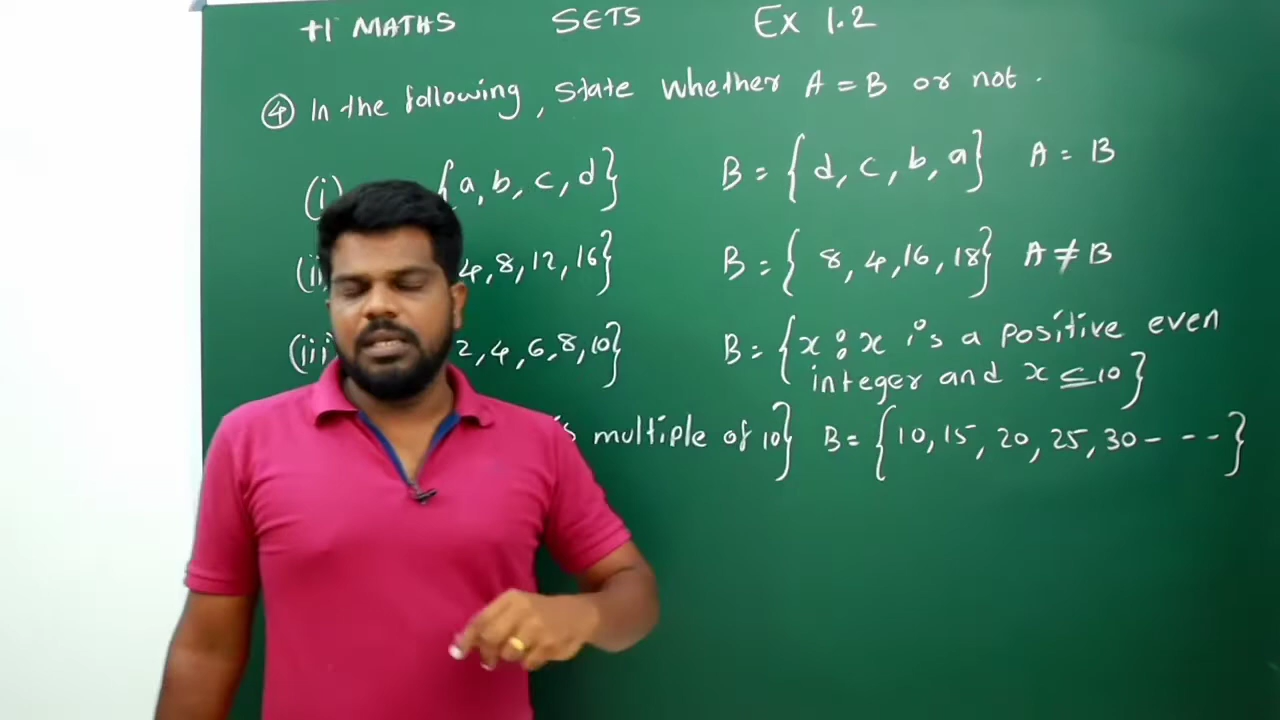 +1 MATHS SETS Ex 1.2
④ In the following, state whether A = B or not.
(i) {a, b, c, d} B = {d, c, b, a} A = B
(ii) 4, 8, 12, 16} B = {8, 4, 16, 18} A ≠ B
(iii) 2, 4, 6, 8, 10} B = {x : x is a positive even
integer and x ≤ 10}
is multiple of 10} B = {10, 15, 20, 25, 30 - - - -}